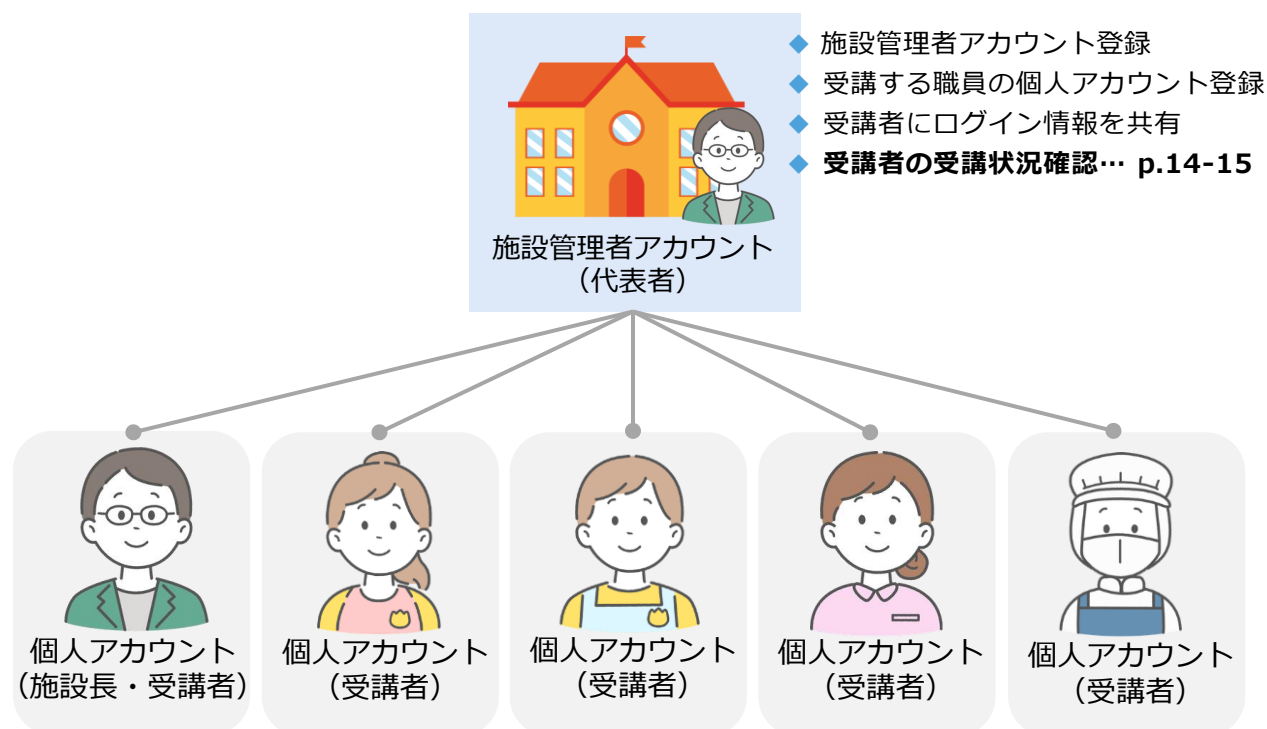 ◆ 施設管理者アカウント登録
◆ 受講する職員の個人アカウント登録
◆ 受講者にログイン情報を共有
◆ 受講者の受講状況確認… p.14-15
施設管理者アカウント
（代表者）
個人アカウント
（施設長・受講者）
個人アカウント
（受講者）
個人アカウント
（受講者）
個人アカウント
（受講者）
個人アカウント
（受講者）